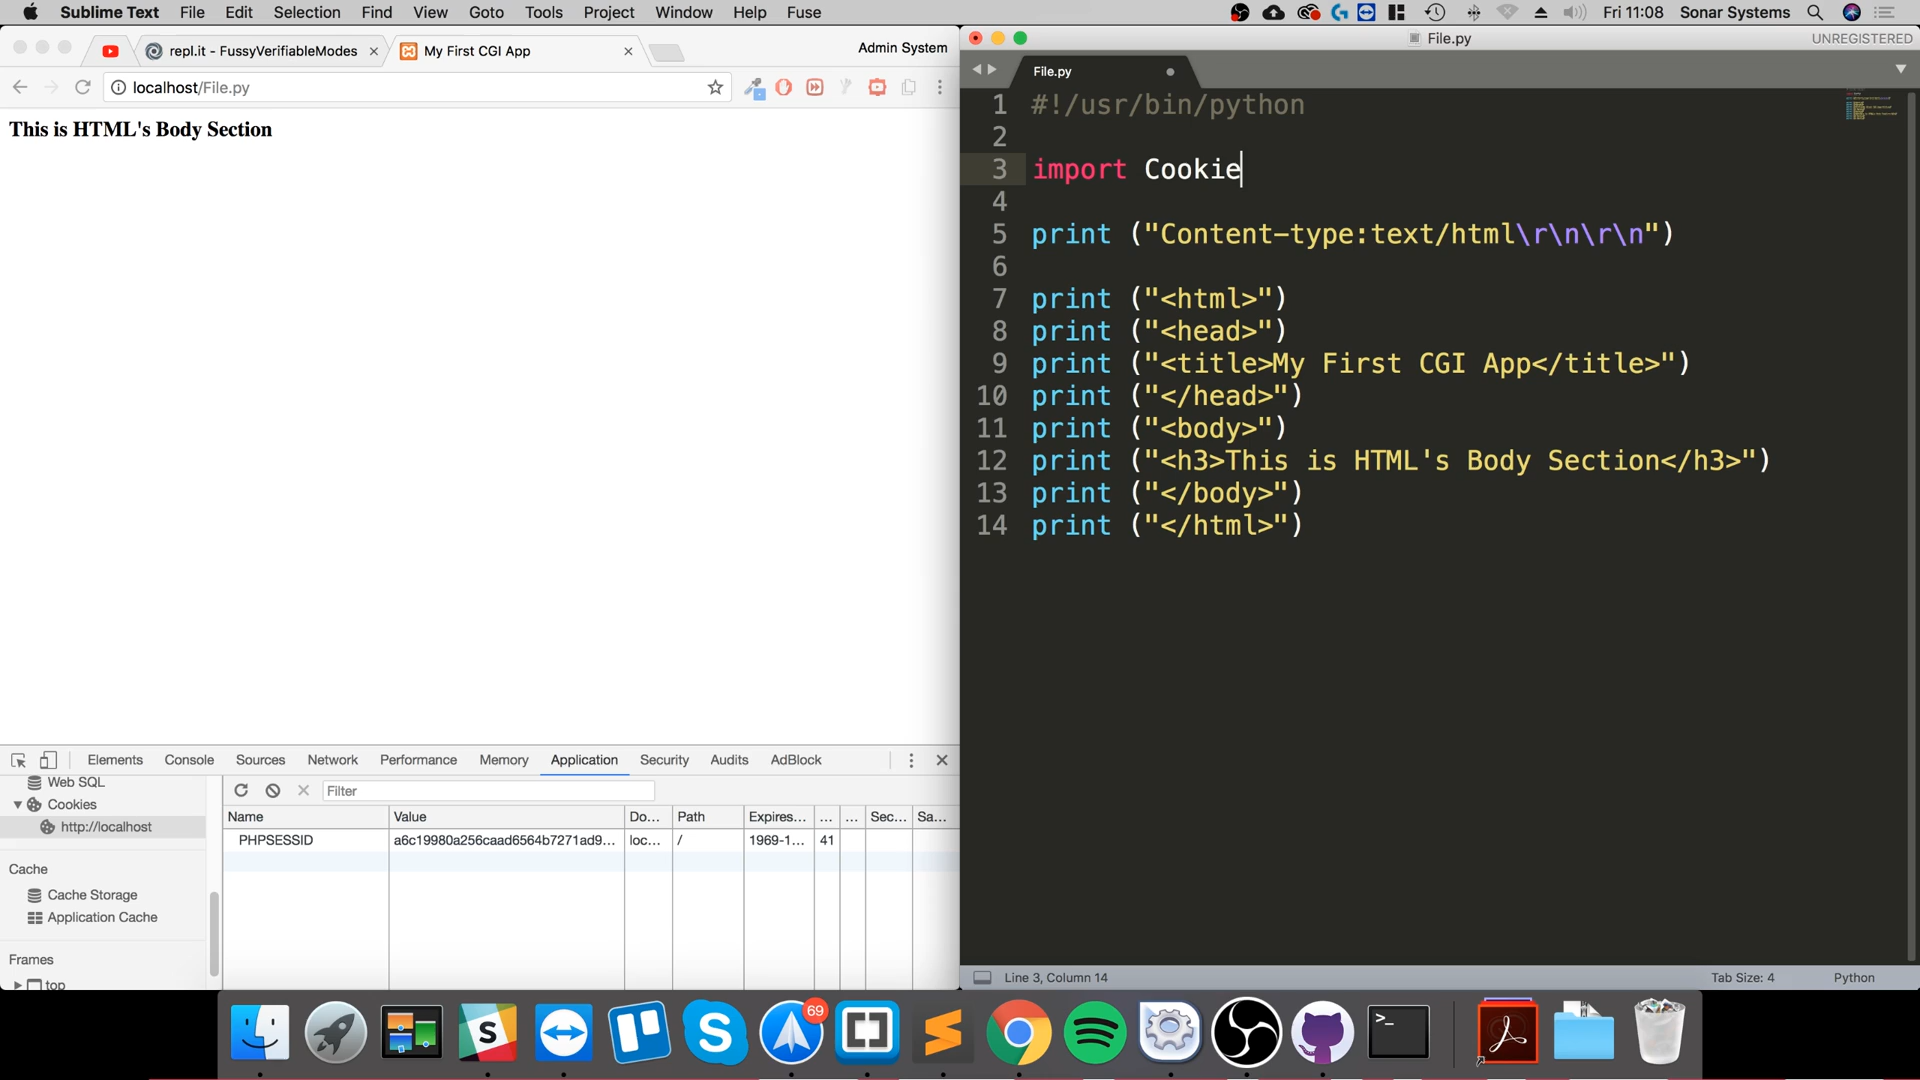 Sublime Text File Edit Selection Find View Goto Tools Project Window Help Fuse Fri 11:08 Sonar Systems
repl.it - FussyVerifiableModes My First CGI App Admin System
localhost/File.py
This is HTML's Body Section
File.py UNREGISTERED
File.py
1 #!/usr/bin/python
2
3 import Cookie
4
5 print ("Content-type:text/html\r\n\r\n")
6
7 print ("<html>")
8 print ("<head>")
9 print ("<title>My First CGI App</title>")
10 print ("</head>")
11 print ("<body>")
12 print ("<h3>This is HTML's Body Section</h3>")
13 print ("</body>")
14 print ("</html>")
Elements Console Sources Network Performance Memory Application Security Audits AdBlock
Web SQL
Cookies
http://localhost
Cache
Cache Storage
Application Cache
Frames
top
Filter
Name Value Do... Path Expires... ... ... Sec... Sa...
PHPSESSID a6c19980a256caad6564b7271ad9... loc... / 1969-1... 41
Line 3, Column 14 Tab Size: 4 Python
69